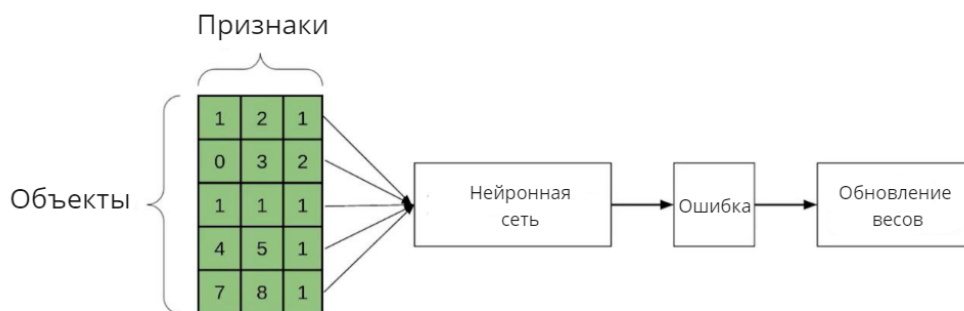 Признаки
Объекты
1 2 1
0 3 2
1 1 1
4 5 1
7 8 1
Нейронная
сеть
Ошибка
Обновление
весов